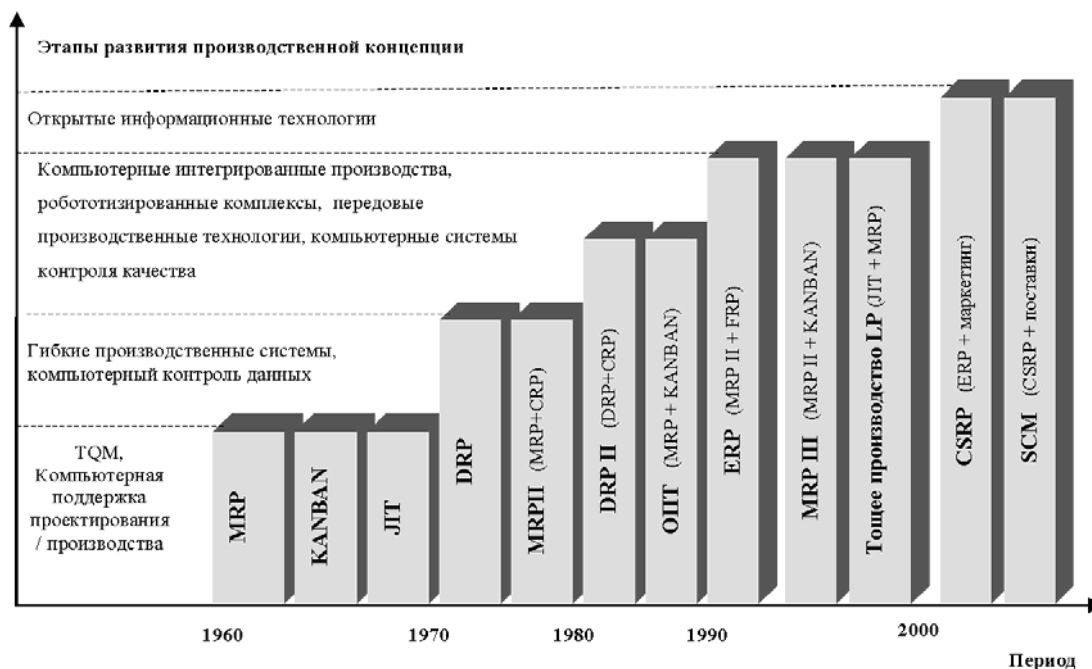 Этапы развития производственной концепции
Открытые информационные технологии
Компьютерные интегрированные производства,
робототизированные комплексы, передовые
производственные технологии, компьютерные системы
контроля качества
Гибкие производственные системы,
компьютерный контроль данных
TQM,
Компьютерная
поддержка
проектирования
/ производства
MRP
KANBAN
JIT
DRP
MRPII (MRP+CRP)
DRP II (DRP+CRP)
ОПТ (MRP + KANBAN)
ERP (MRP II + FRP)
MRP III (MRP II + KANBAN)
Тощее производство LP (JIT + MRP)
CSRP (ERP + маркетинг)
SCM (CSRP + поставки)
1960
1970
1980
1990
2000
Период